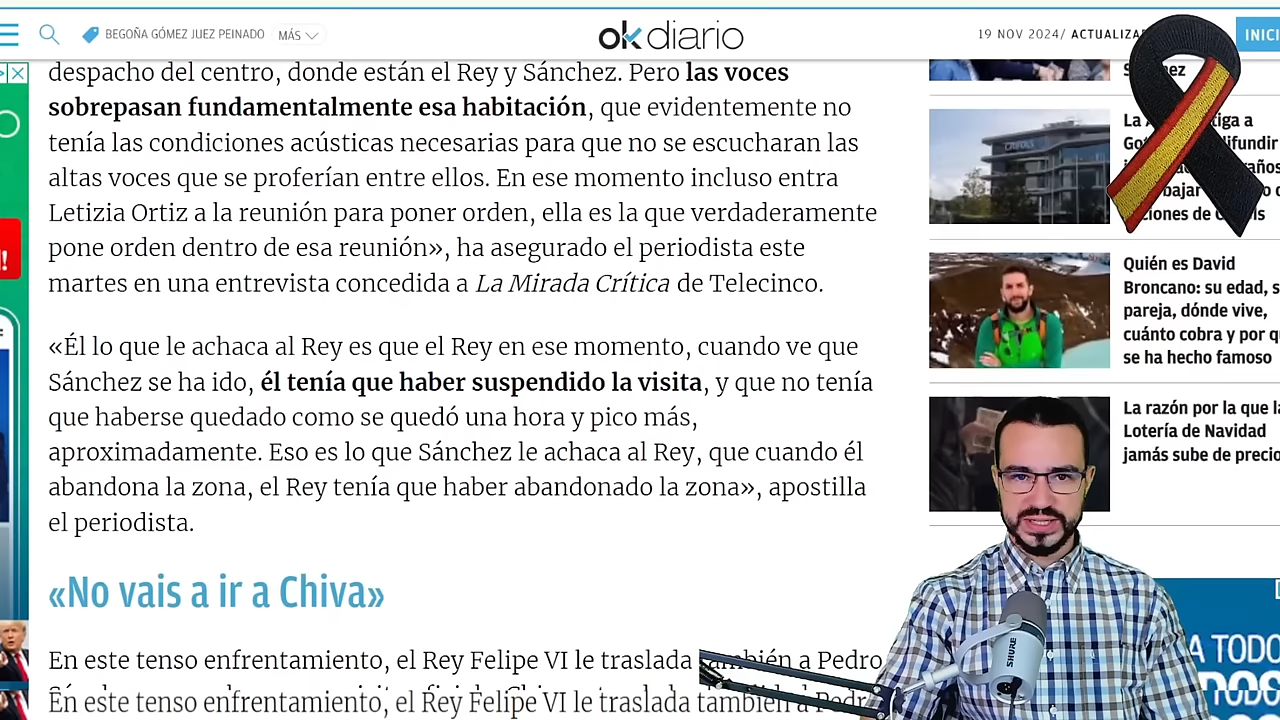 BEGOÑA GÓMEZ JUEZ PEINADO
MÁS
okdiario
19 NOV 2024/
INICI
despacho del centro, donde están el Rey y Sánchez. Pero las voces
sobrepasan fundamentalmente esa habitación, que evidentemente no
tenía las condiciones acústicas necesarias para que no se escucharan las
altas voces que se proferían entre ellos. En ese momento incluso entra
Letizia Ortiz a la reunión para poner orden, ella es la que verdaderamente
pone orden dentro de esa reunión», ha asegurado el periodista este
martes en una entrevista concedida a La Mirada Crítica de Telecinco.
«Él lo que le achaca al Rey es que el Rey en ese momento, cuando ve que
Sánchez se ha ido, él tenía que haber suspendido la visita, y que no tenía
que haberse quedado como se quedó una hora y pico más,
aproximadamente. Eso es lo que Sánchez le achaca al Rey, que cuando él
abandona la zona, el Rey tenía que haber abandonado la zona», apostilla
el periodista.
«No vais a ir a Chiva»
En este tenso enfrentamiento, el Rey Felipe VI le traslada también a Pedro
En este tenso enfrentamiento, el Rey Felipe VI le traslada
La
Quién es David
Broncano: su edad, s
pareja, dónde vive,
cuánto cobra y por qu
se ha hecho famoso
La razón por la que la
Lotería de Navidad
jamás sube de precio
A TODO
SHURE